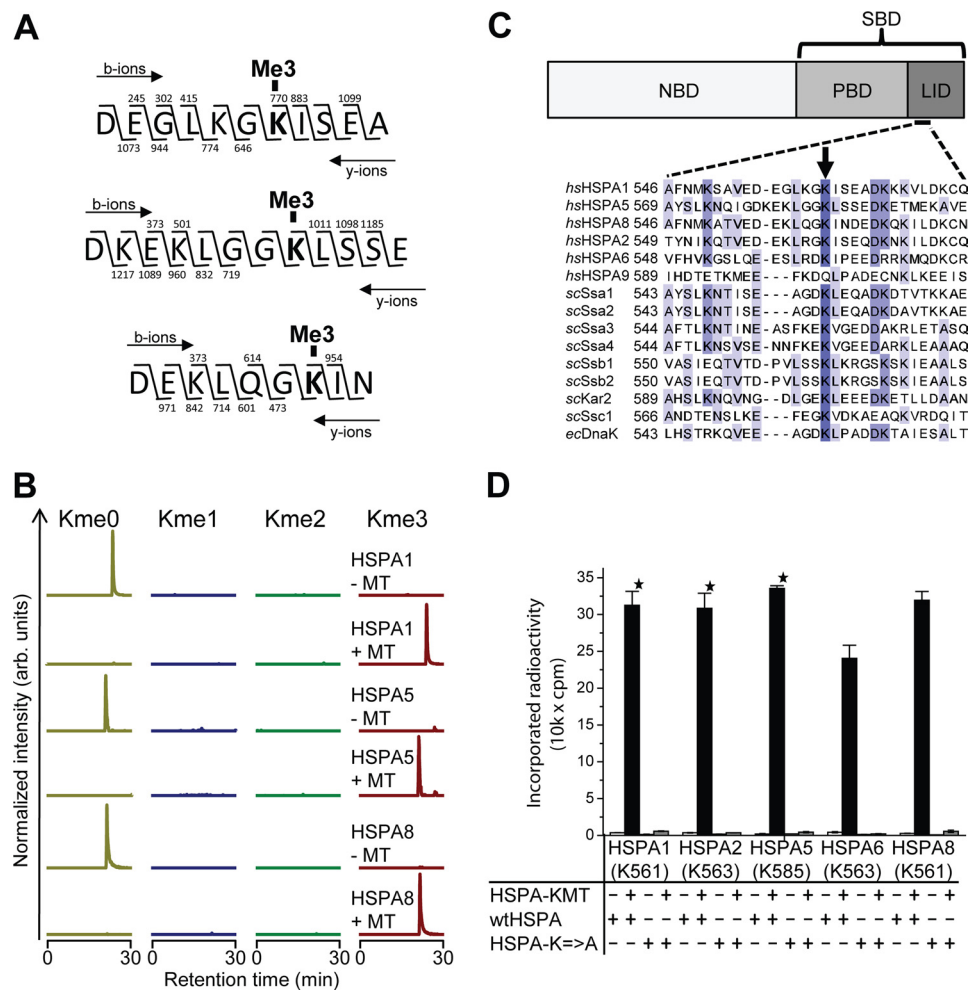 A
b-ions
Me3
245 302 415 770 883 1099
DEGLKGKISEA
1073 944 774 646
y-ions
b-ions
Me3
373 501 1011 1098 1185
DKEKLGGKLSSE
1217 1089 960 832 719
y-ions
b-ions
Me3
373 614 954
DEKLQGKIN
971 842 714 601 473
y-ions
B
Kme0 Kme1 Kme2 Kme3
HSPA1
- MT
HSPA1
+ MT
HSPA5
- MT
HSPA5
+ MT
HSPA8
- MT
HSPA8
+ MT
Normalized intensity (arb. units)
0 30 0 30 0 30 0 30
Retention time (min)
C
SBD
NBD PBD LID
hsHSPA1 546 AFNMKSAVED-EGLKGKISEADKKKVLDKCQ
hsHSPA5 569 AYSLKNQIGDKEKLGGKLSSEDKETMEKAVE
hsHSPA8 546 AFNMKATVED-EKLQGKINDEDKQKILDKCN
hsHSPA2 549 TYNIKQTVED-EKLRGKISEQDKNKILDKCQ
hsHSPA6 548 VFHVKGSLQE-ESLRDKIPEEDRRKMQDKCR
hsHSPA9 589 IHDTETKMEE---FKDQLPADECNKLKEEIS
scSsa1 543 AYSLKNTISE---AGDKLEQADKDTVTKKAE
scSsa2 543 AYSLKNTISE---AGDKLEQADKDAVTKKAE
scSsa3 544 AFTLKNTINE-ASFKEKVGEDDAKRLETASQ
scSsa4 544 AFTLKNSVSE-NNFKEKVGEEDARKLEAAAQ
scSsb1 550 VASIEQTVTD-PVLSSKLKRGSKSKIEAALS
scSsb2 550 VASIEQTVTD-PVLSSKLKRGSKSKIEAALS
scKar2 589 AHSLKNQVNG-DLGEKLEEEDKETLLDAAN
scSsc1 566 ANDTENSLKE---FEGKVDKAEAQKVRDQIT
ecDnaK 543 LHSTRKQVEE---AGDKLPADDKTAIESALT
D
Incorporated radioactivity
(10k x cpm)
35
30
25
20
15
10
5
0
HSPA1 HSPA2 HSPA5 HSPA6 HSPA8
(K561) (K563) (K585) (K563) (K561)
HSPA-KMT - + - + - + - + - + - + - + - + - + - +
wtHSPA + + - - + + - - + + - - + + - - + + - -
HSPA-K=>A - - + + - - + + - - + + - - + + - - + +